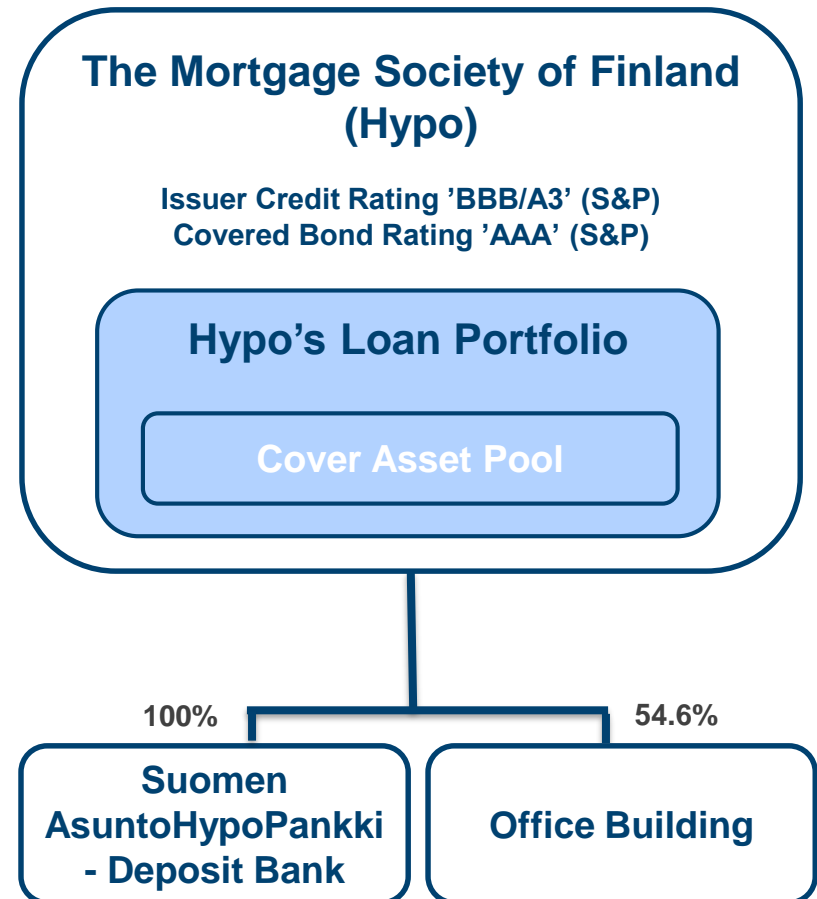 The Mortgage Society of Finland
(Hypo)
Issuer Credit Rating ’BBB/A3’ (S&P)
Covered Bond Rating ’AAA’ (S&P)
Hypo’s Loan Portfolio
Cover Asset Pool
100%
54.6%
Suomen
AsuntoHypoPankki
- Deposit Bank
Office Building